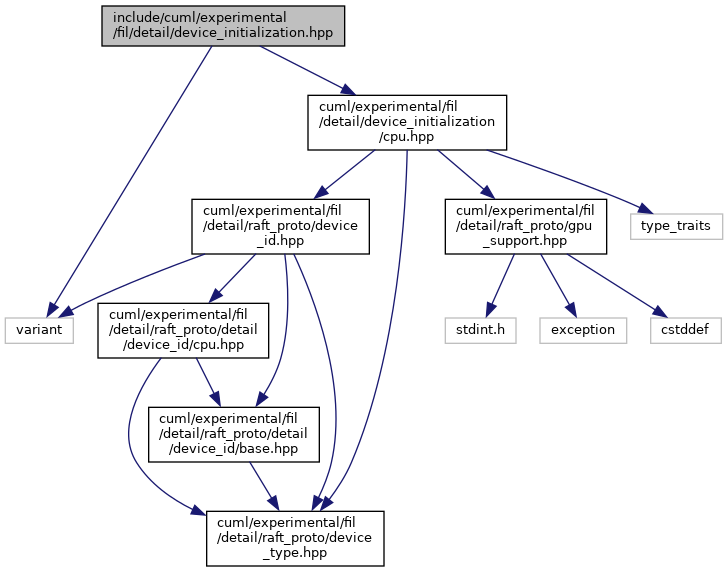 include/cuml/experimental
/fil/detail/device_initialization.hpp
cuml/experimental/fil
/detail/device_initialization
/cpu.hpp
cuml/experimental/fil
/detail/raft_proto/device
_id.hpp
cuml/experimental/fil
/detail/raft_proto/gpu
_support.hpp
type_traits
variant
cuml/experimental/fil
/detail/raft_proto/detail
/device_id/cpu.hpp
stdint.h
exception
cstddef
cuml/experimental/fil
/detail/raft_proto/detail
/device_id/base.hpp
cuml/experimental/fil
/detail/raft_proto/device
_type.hpp